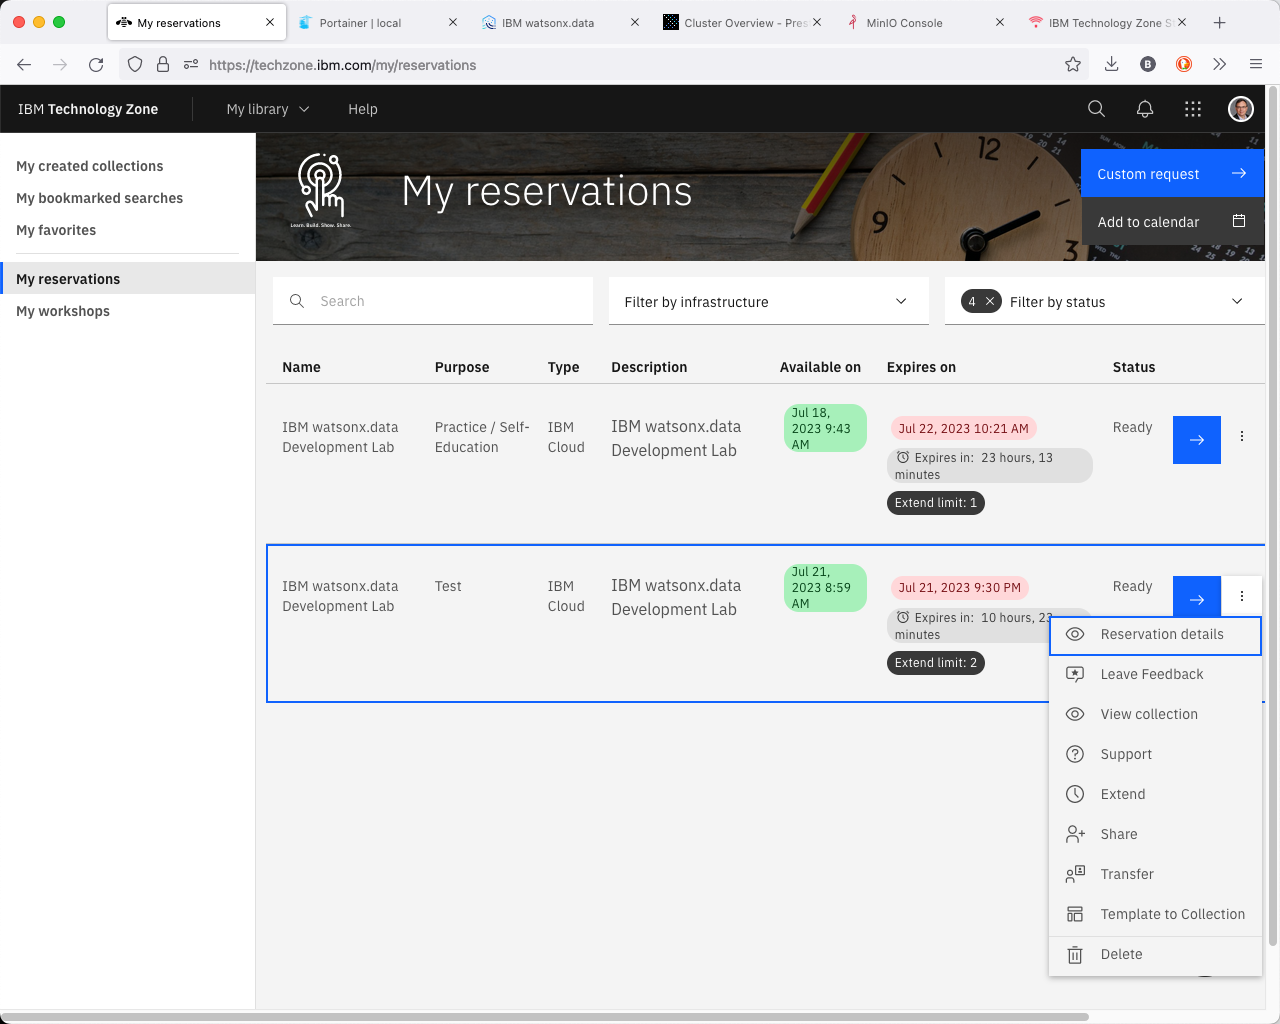 My reservations
Portainer | local
IBM watsonx.data
Cluster Overview - Pres
MinIO Console
IBM Technology Zone S
https://techzone.ibm.com/my/reservations
B
IBM Technology Zone
My library
Help
My created collections
My bookmarked searches
My favorites
My reservations
My workshops
Learn. Build. Show. Share.
My reservations
12
9
3
Custom request
Add to calendar
Search
Filter by infrastructure
4
Filter by status
Name
Purpose
Type
Description
Available on
Expires on
Status
IBM watsonx.data
Development Lab
Practice / Self-
Education
IBM
Cloud
IBM watsonx.data
Development Lab
Jul 18,
2023 9:43
AM
Jul 22, 2023 10:21 AM
Expires in: 23 hours, 13
minutes
Extend limit: 1
Ready
IBM watsonx.data
Development Lab
Test
IBM
Cloud
IBM watsonx.data
Development Lab
Jul 21,
2023 8:59
AM
Jul 21, 2023 9:30 PM
Expires in: 10 hours, 23
minutes
Extend limit: 2
Ready
Reservation details
Leave Feedback
View collection
Support
Extend
Share
Transfer
Template to Collection
Delete